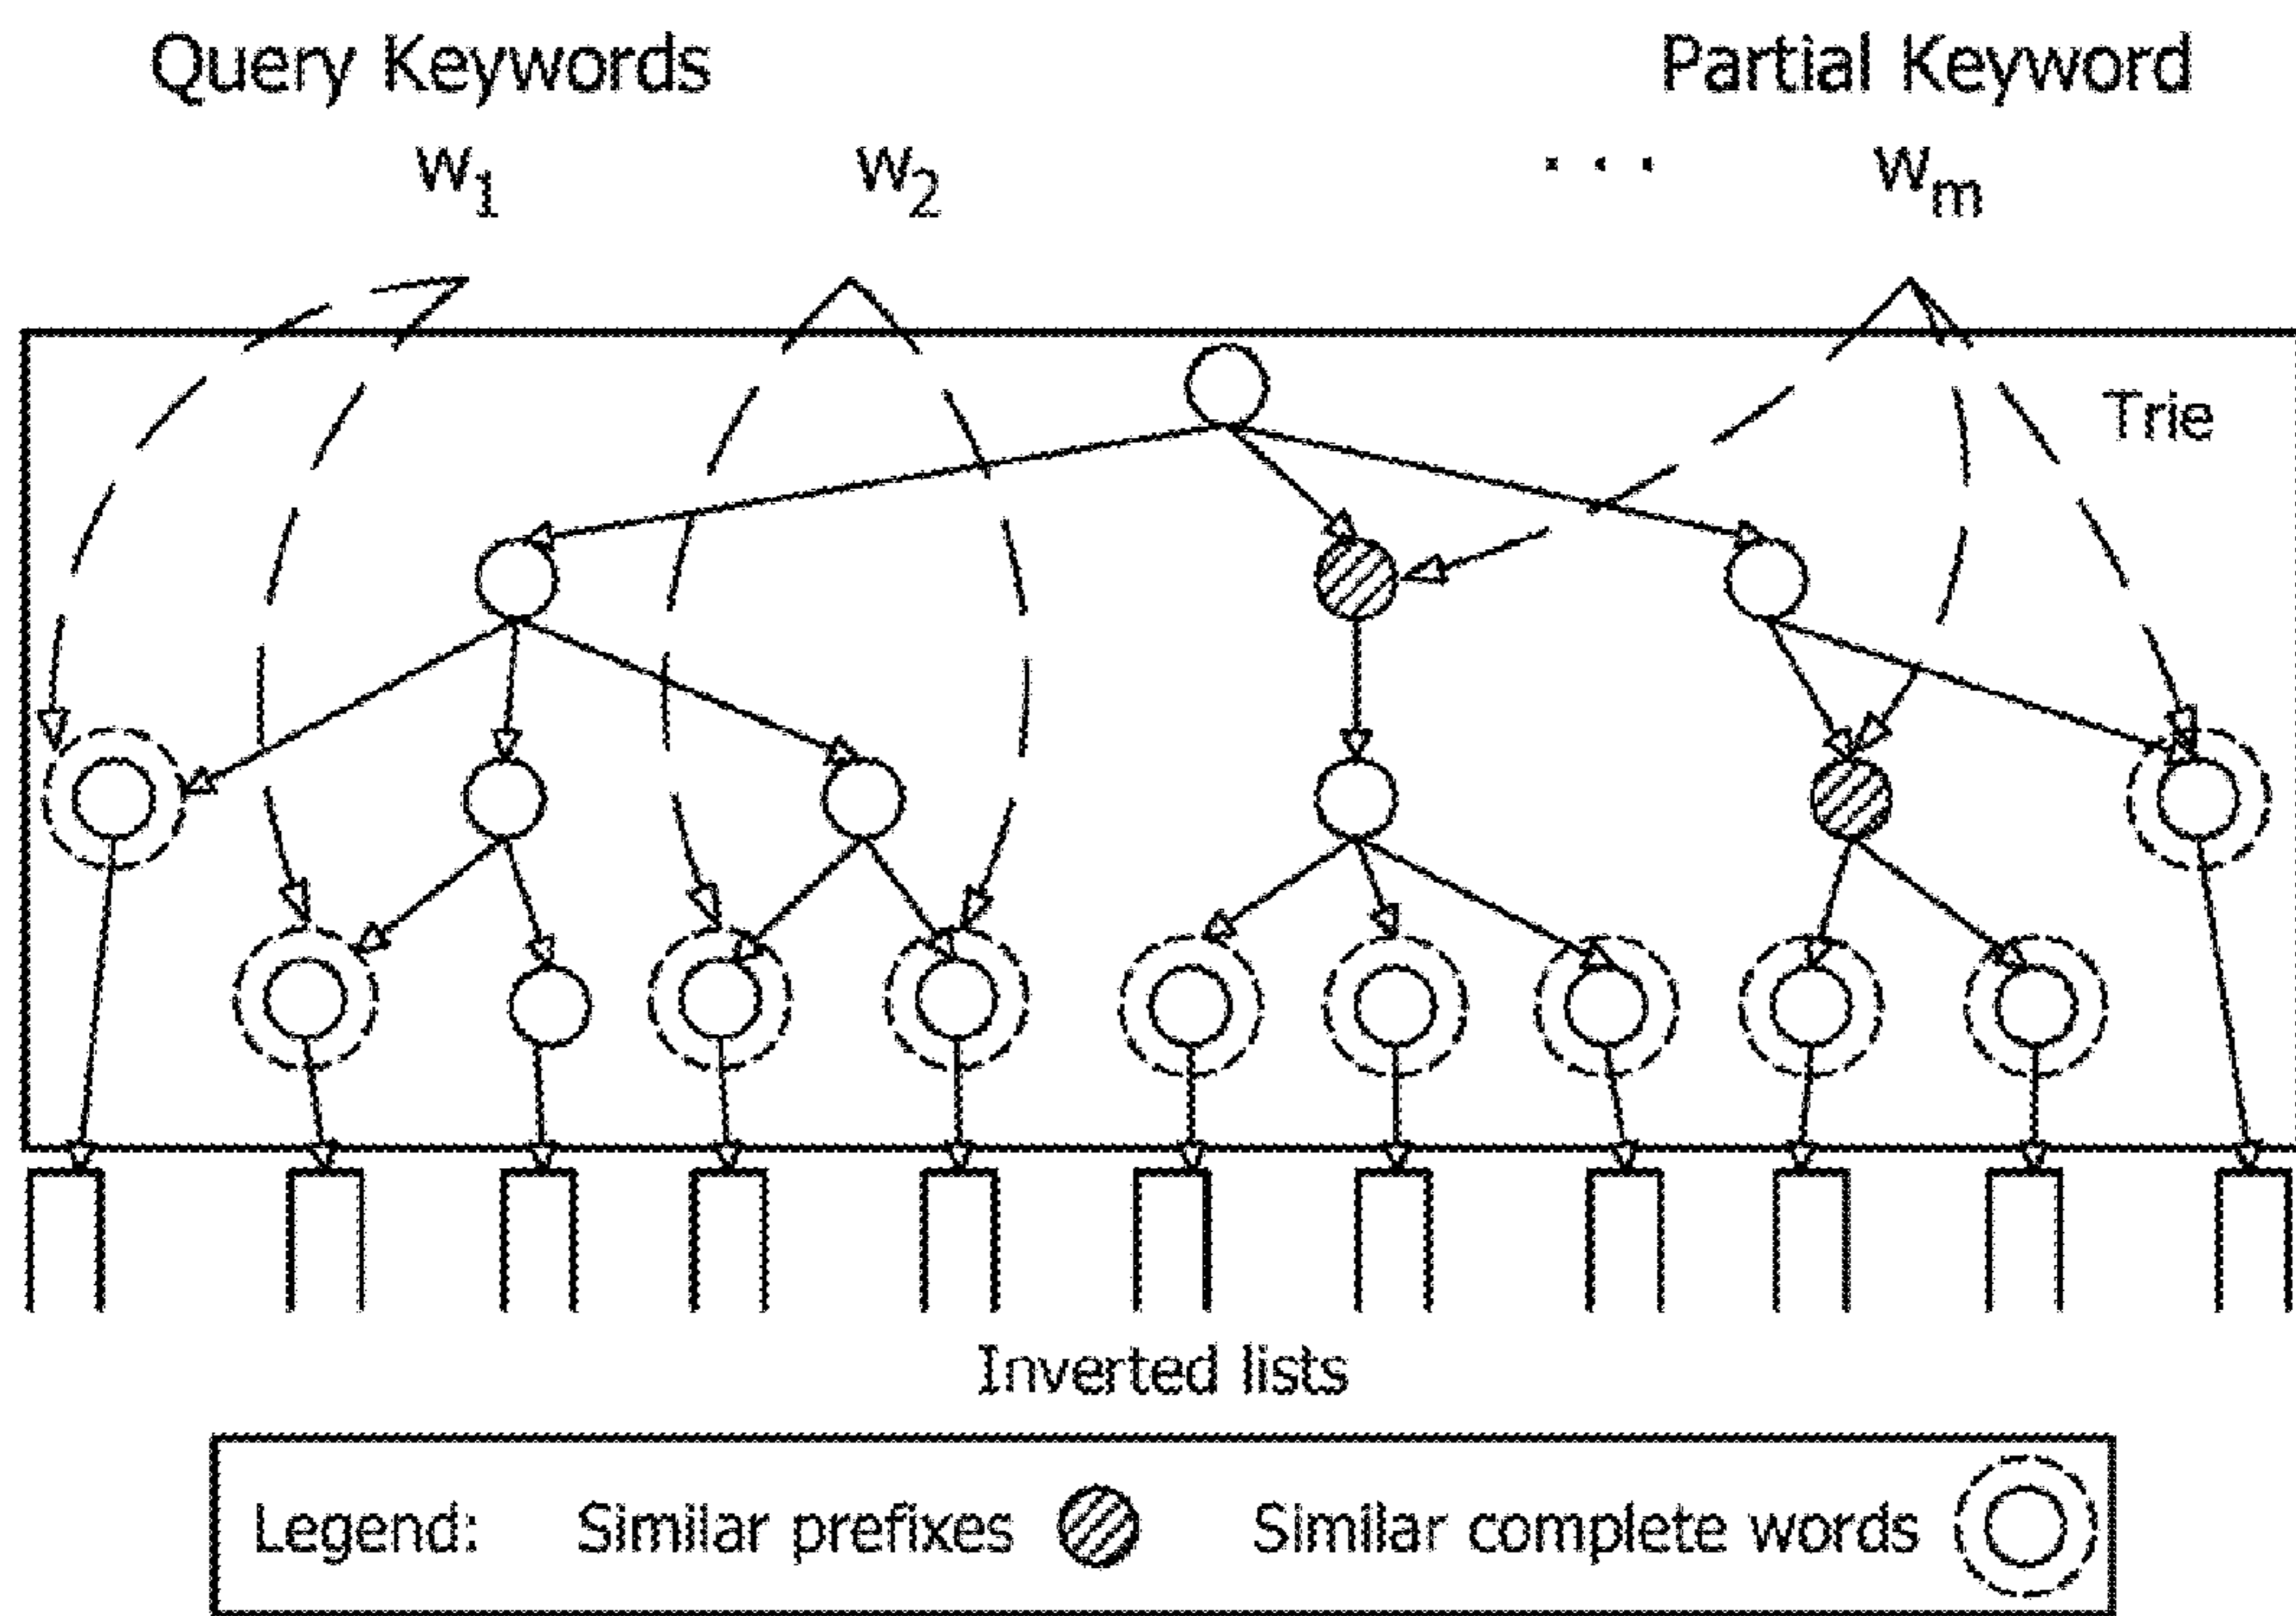 Query Keywords Partial Keyword
w1 w2 ... wm
Trie
Inverted lists
Legend: Similar prefixes Similar complete words